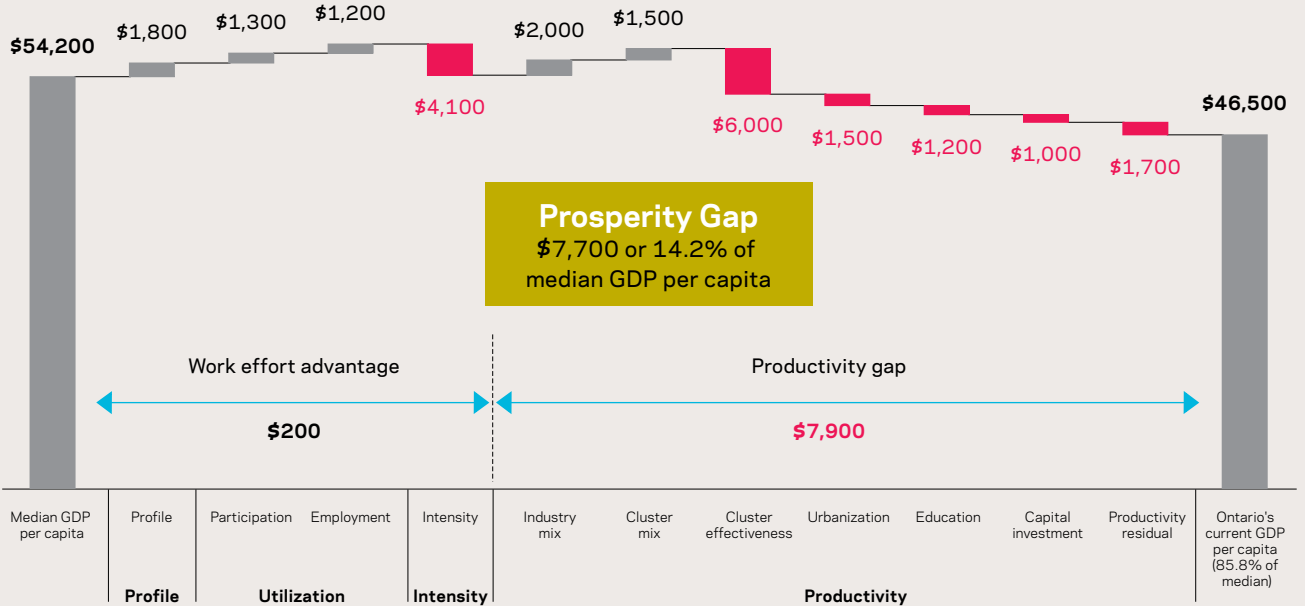 $54,200
$1,800
$1,300
$1,200
$4,100
$2,000
$1,500
$6,000
$1,500
$1,200
$1,000
$1,700
$46,500
Prosperity Gap
$7,700 or 14.2% of
median GDP per capita
Work effort advantage
$200
Productivity gap
$7,900
Median GDP
per capita
Profile
Participation
Employment
Intensity
Industry
mix
Cluster
mix
Cluster
effectiveness
Urbanization
Education
Capital
investment
Productivity
residual
Ontario's
current GDP
per capita
(85.8% of
median)
Profile
Utilization
Intensity
Productivity